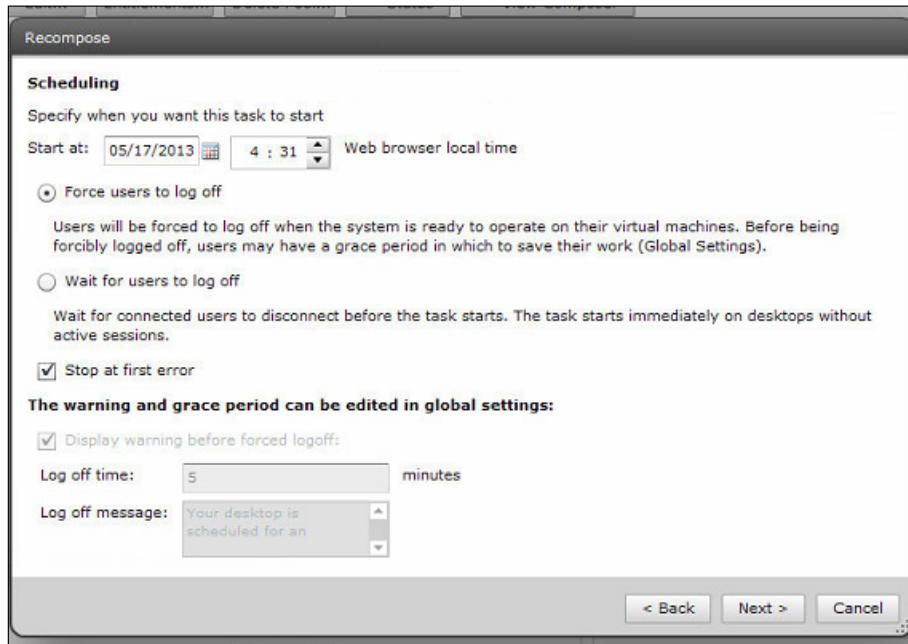 Recompose
Scheduling
Specify when you want this task to start
Start at: 05/17/2013 4 : 31 Web browser local time
Force users to log off
Users will be forced to log off when the system is ready to operate on their virtual machines. Before being
forcibly logged off, users may have a grace period in which to save their work (Global Settings).
Wait for users to log off
Wait for connected users to disconnect before the task starts. The task starts immediately on desktops without
active sessions.
Stop at first error
The warning and grace period can be edited in global settings:
Display warning before forced logoff:
Log off time: 5 minutes
Log off message: Your desktop is
scheduled for an
< Back Next > Cancel